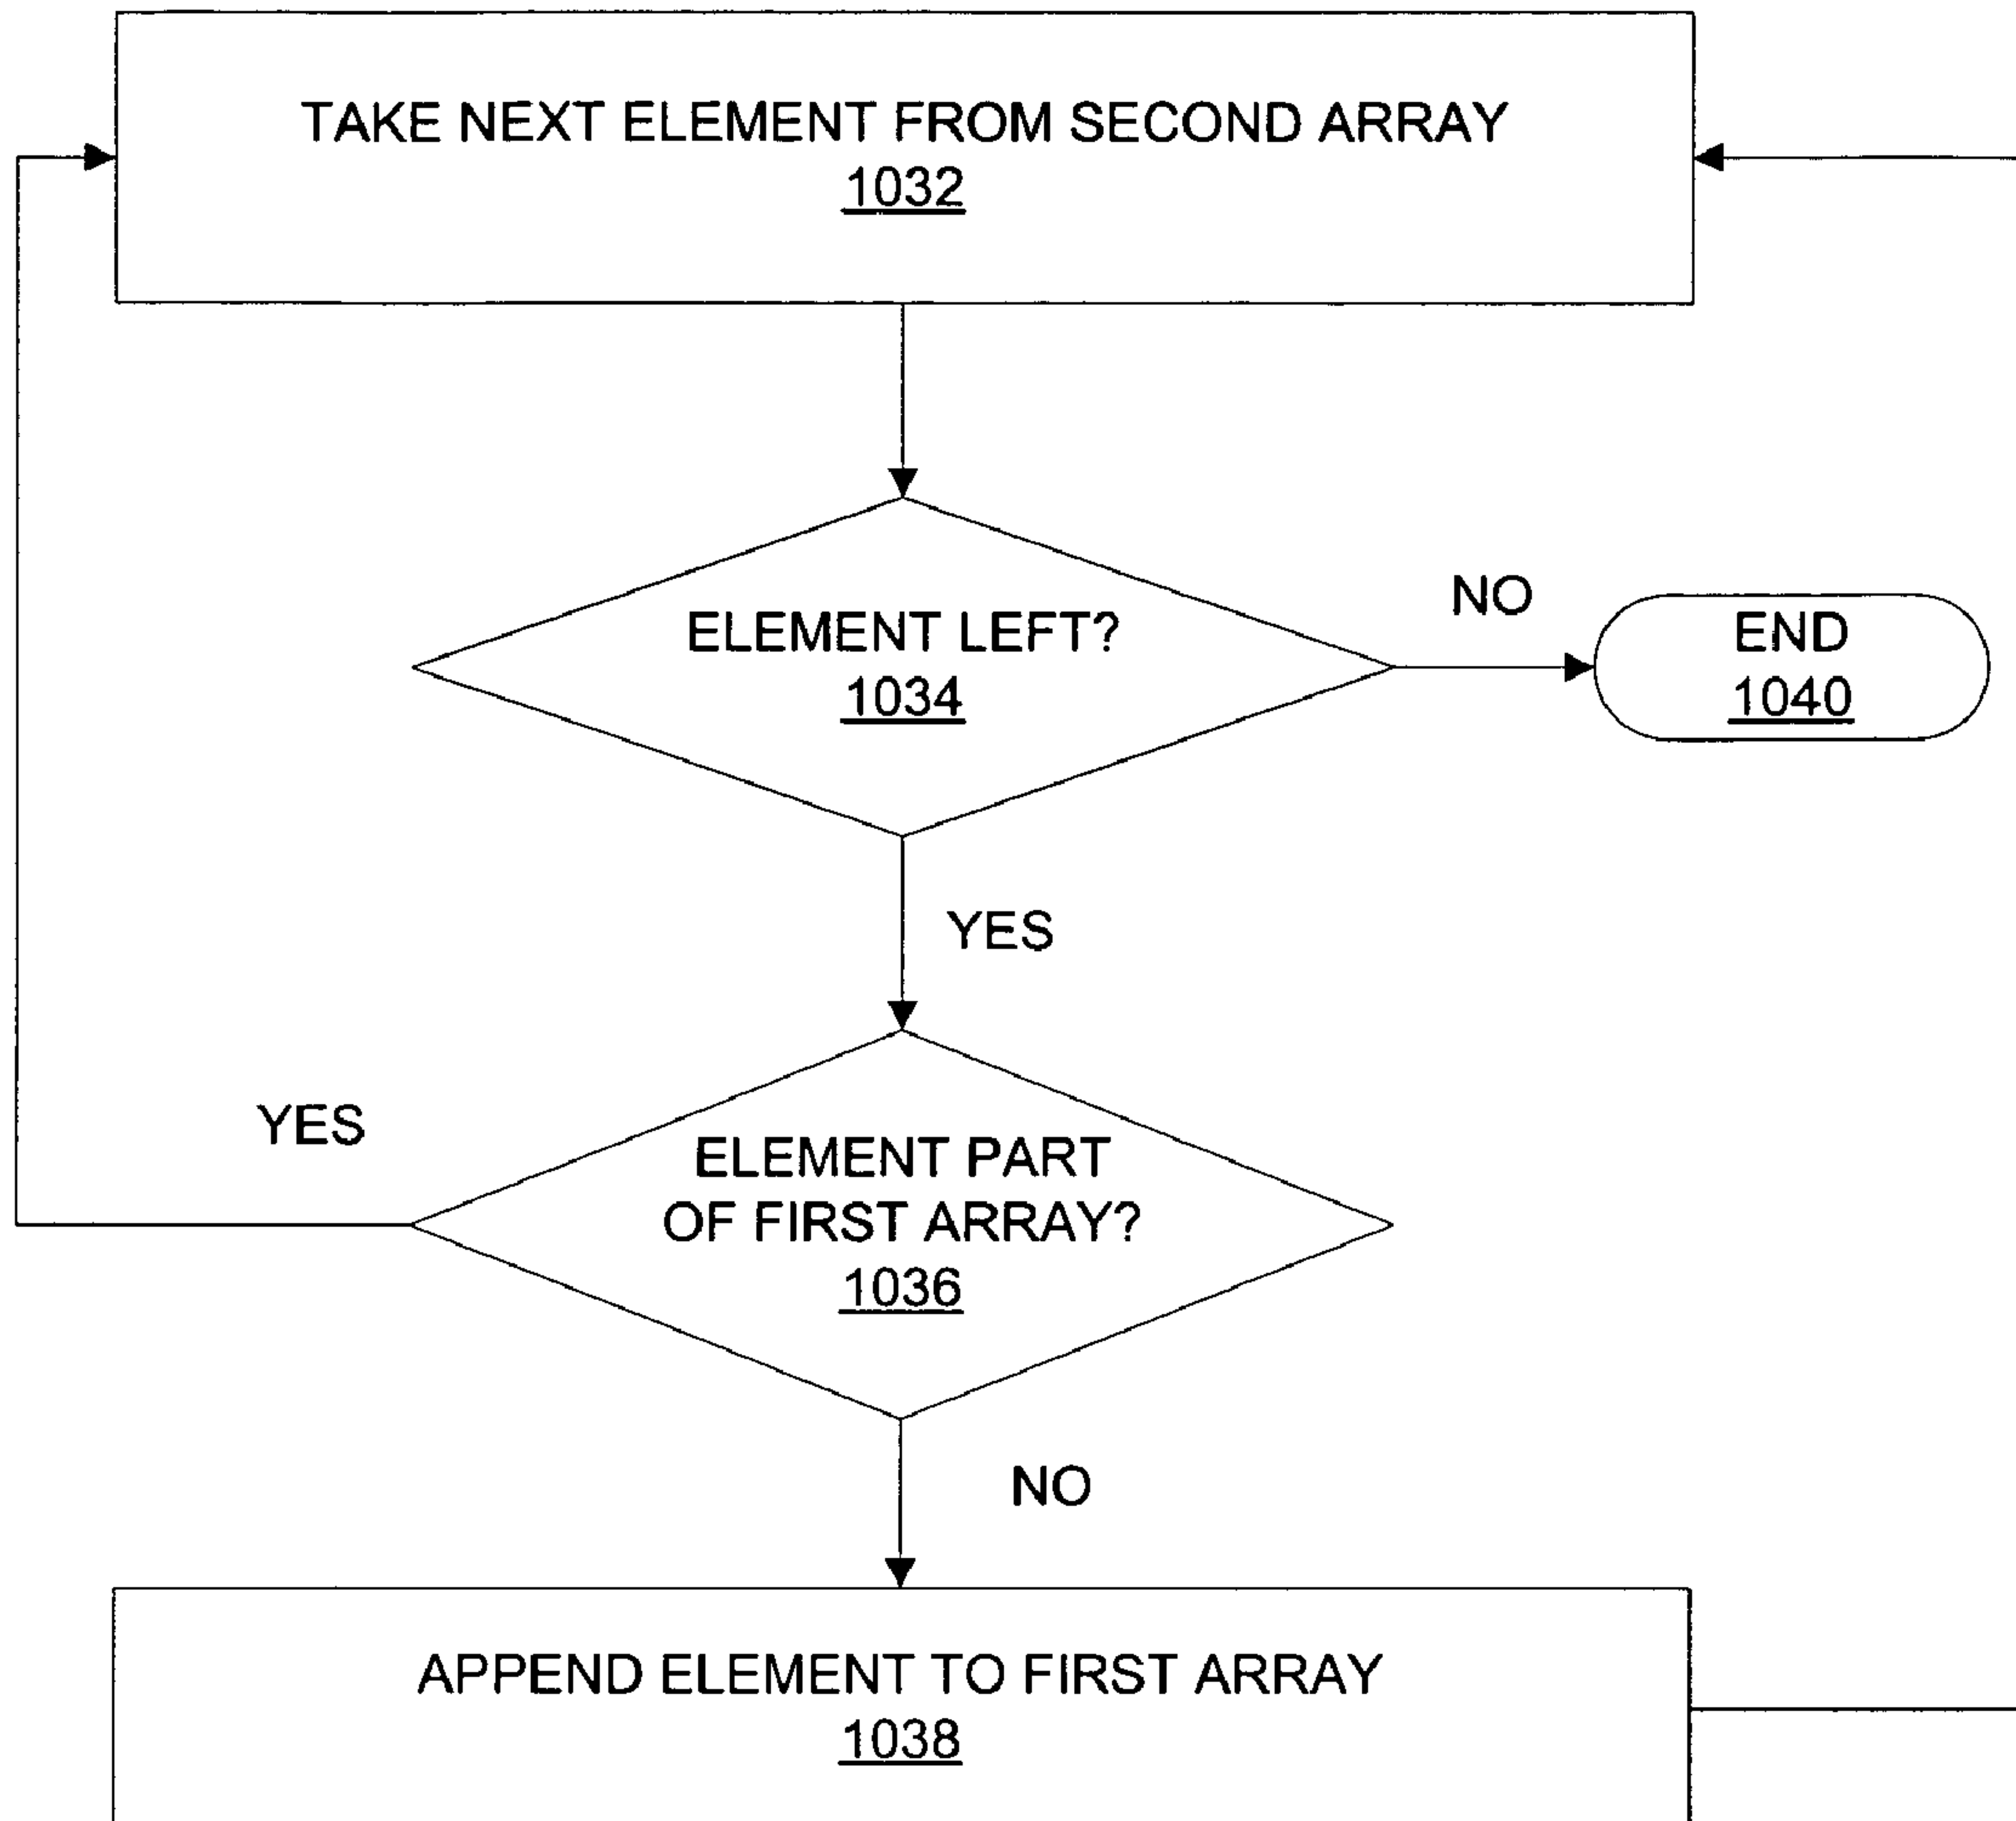 TAKE NEXT ELEMENT FROM SECOND ARRAY
1032
ELEMENT LEFT?
1034
NO
END
1040
YES
YES
ELEMENT PART
OF FIRST ARRAY?
1036
NO
APPEND ELEMENT TO FIRST ARRAY
1038